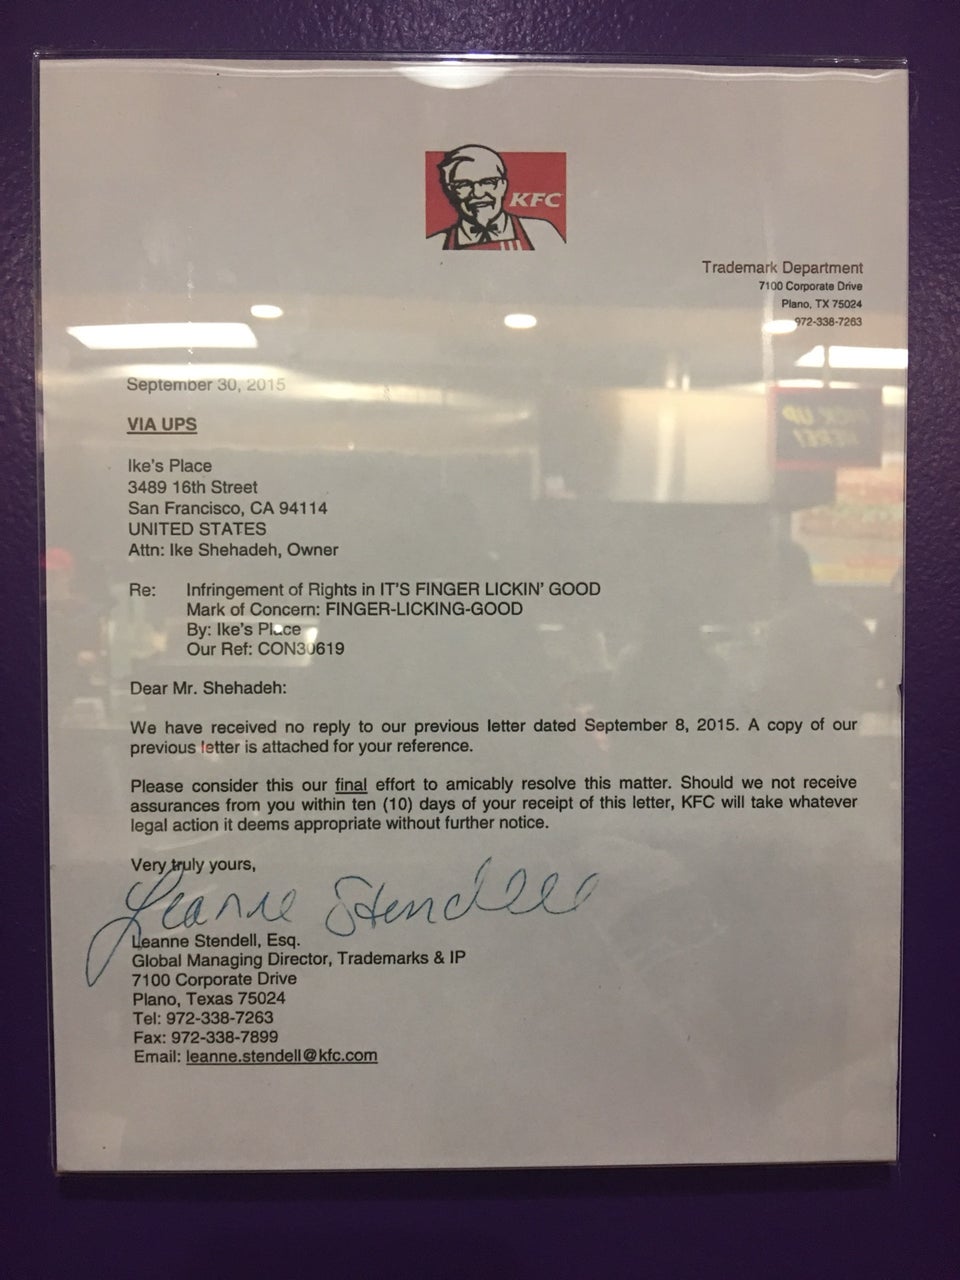 KFC
Trademark Department
7100 Corporate Drive
Plano, TX 75024
972-338-7263
September 30, 2015
VIA UPS
Ike's Place
3489 16th Street
San Francisco, CA 94114
UNITED STATES
Attn: Ike Shehadeh, Owner
Re: Infringement of Rights in IT'S FINGER LICKIN' GOOD
Mark of Concern: FINGER-LICKING-GOOD
By: Ike's Place
Our Ref: CON30619
Dear Mr. Shehadeh:
We have received no reply to our previous letter dated September 8, 2015. A copy of our
previous letter is attached for your reference.
Please consider this our final effort to amicably resolve this matter. Should we not receive
assurances from you within ten (10) days of your receipt of this letter, KFC will take whatever
legal action it deems appropriate without further notice.
Very truly yours,
Leanne Stendell
Leanne Stendell, Esq.
Global Managing Director, Trademarks & IP
7100 Corporate Drive
Plano, Texas 75024
Tel: 972-338-7263
Fax: 972-338-7899
Email: leanne.stendell@kfc.com
PICK UP
HERE!